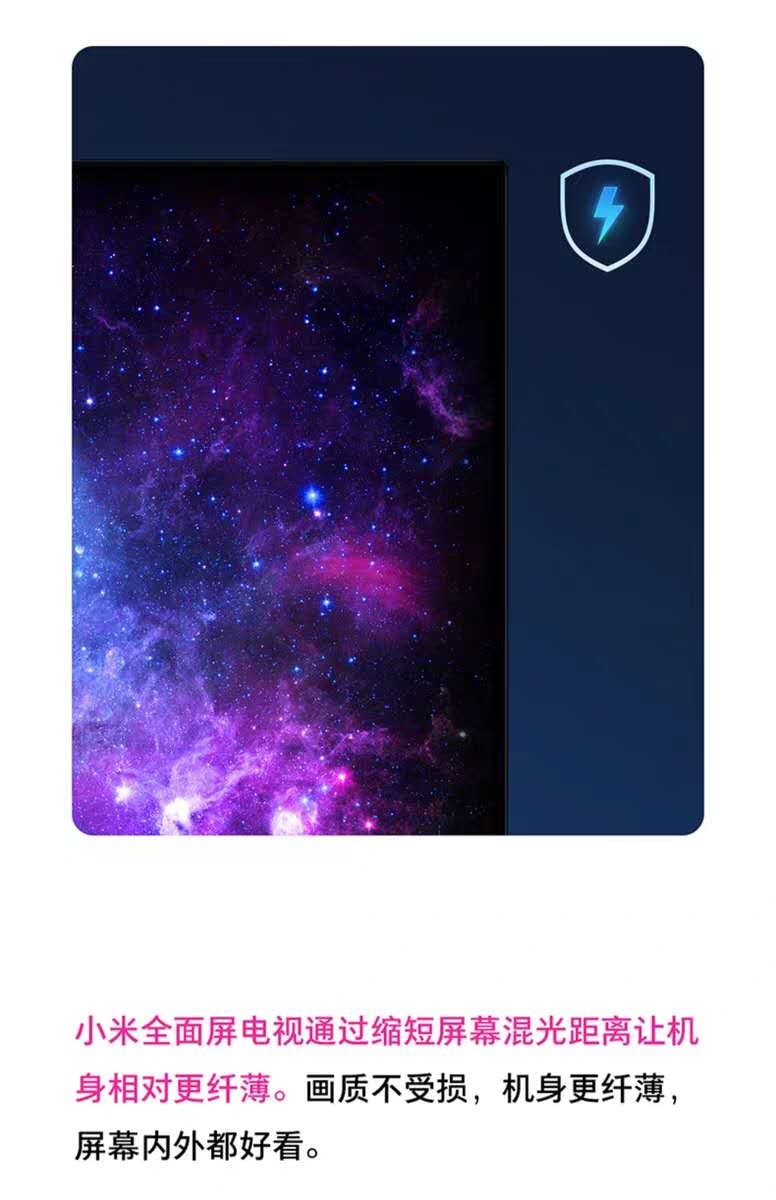 小米全面屏电视通过缩短屏幕混光距离让机
身相对更纤薄。画质不受损，机身更纤薄，
屏幕内外都好看。